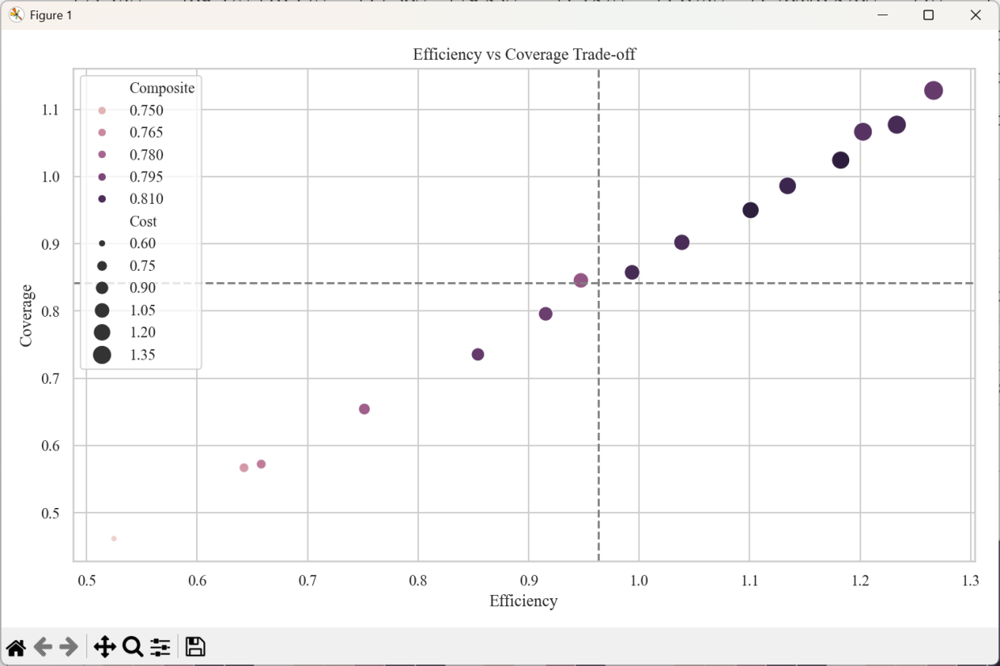 Figure 1
Efficiency vs Coverage Trade-off
Composite
0.750
0.765
0.780
0.795
0.810
Cost
0.60
0.75
0.90
1.05
1.20
1.35
Coverage
1.1
1.0
0.9
0.8
0.7
0.6
0.5
0.5 0.6 0.7 0.8 0.9 1.0 1.1 1.2 1.3
Efficiency